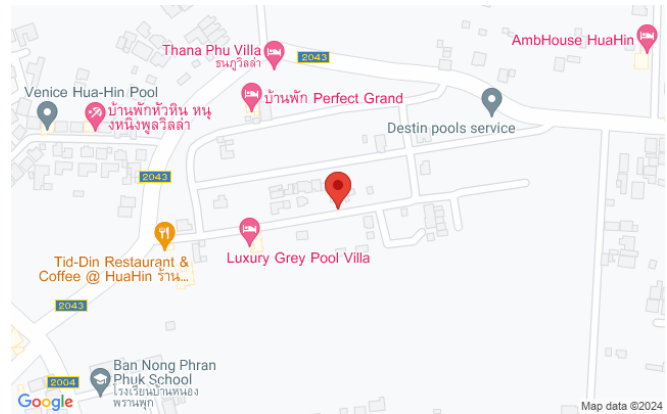 Thana Phu Villa
ธนภูวิลล่า
2043
AmbHouse HuaHin
Venice Hua-Hin Pool
บ้านพักหัวหิน หนุ
งหนิงพูลวิลล่า
บ้านพัก Perfect Grand
Destin pools service
2043
Tid-Din Restaurant &
Coffee @ HuaHin ร้าน...
Luxury Grey Pool Villa
2043
2004
Ban Nong Phran
Phuk School
โรงเรียนบ้านหนอง
พรานพุก
Google
Map data ©2024